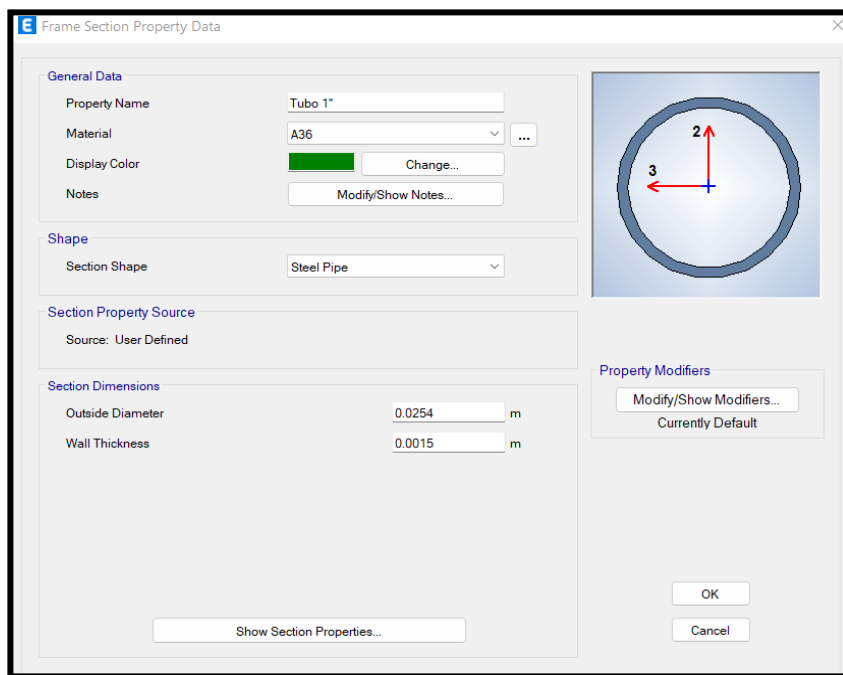 E Frame Section Property Data
General Data
Property Name Tubo 1"
Material A36 ...
Display Color Change...
Notes Modify/Show Notes...
2
3
Shape
Section Shape Steel Pipe
Section Property Source
Source: User Defined
Property Modifiers
Modify/Show Modifiers...
Currently Default
Section Dimensions
Outside Diameter 0.0254 m
Wall Thickness 0.0015 m
Show Section Properties...
OK
Cancel